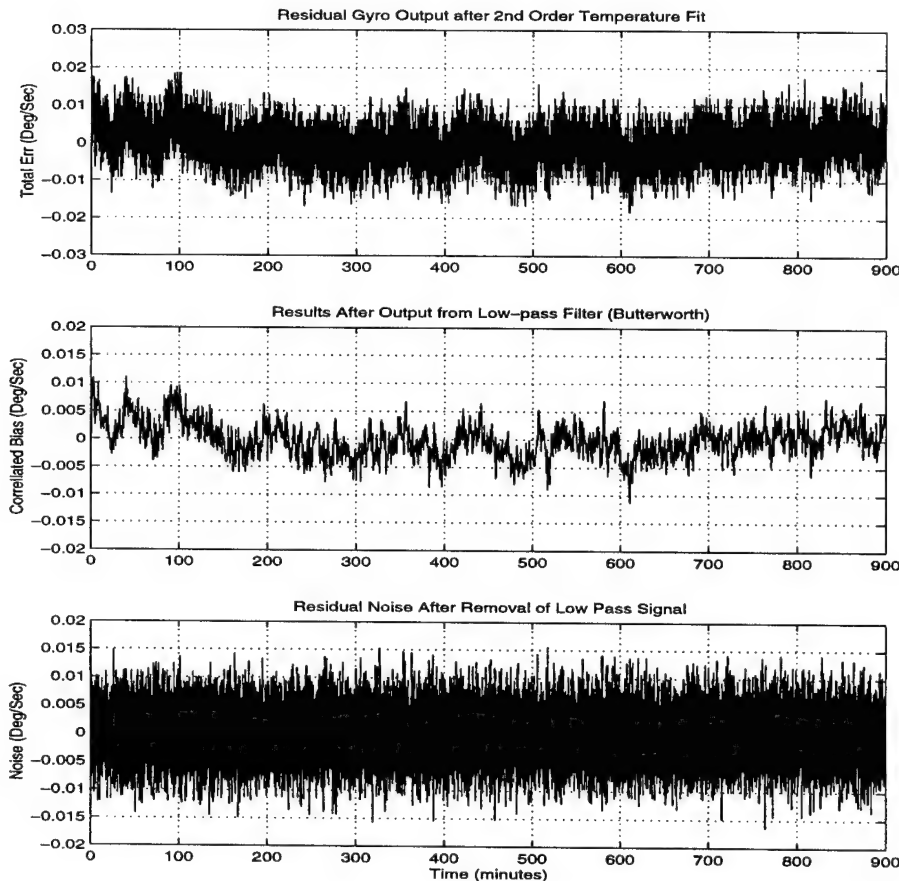 Residual Gyro Output after 2nd Order Temperature Fit
0.03
0.02
0.01
0
−0.01
−0.02
−0.03
Total Err (Deg/Sec)
0 100 200 300 400 500 600 700 800 900
Results After Output from Low−pass Filter (Butterworth)
0.02
0.015
0.01
0.005
0
−0.005
−0.01
−0.015
−0.02
Correllated Bias (Deg/Sec)
0 100 200 300 400 500 600 700 800 900
Residual Noise After Removal of Low Pass Signal
0.02
0.015
0.01
0.005
0
−0.005
−0.01
−0.015
−0.02
Noise (Deg/Sec)
0 100 200 300 400 500 600 700 800 900
Time (minutes)